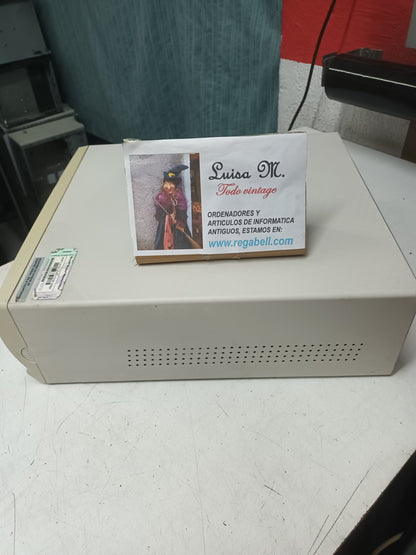 Luisa M.
Todo vintage
ORDENADORES Y
ARTICULOS DE INFORMATICA
ANTIGUOS, ESTAMOS EN:
www.regabell.com